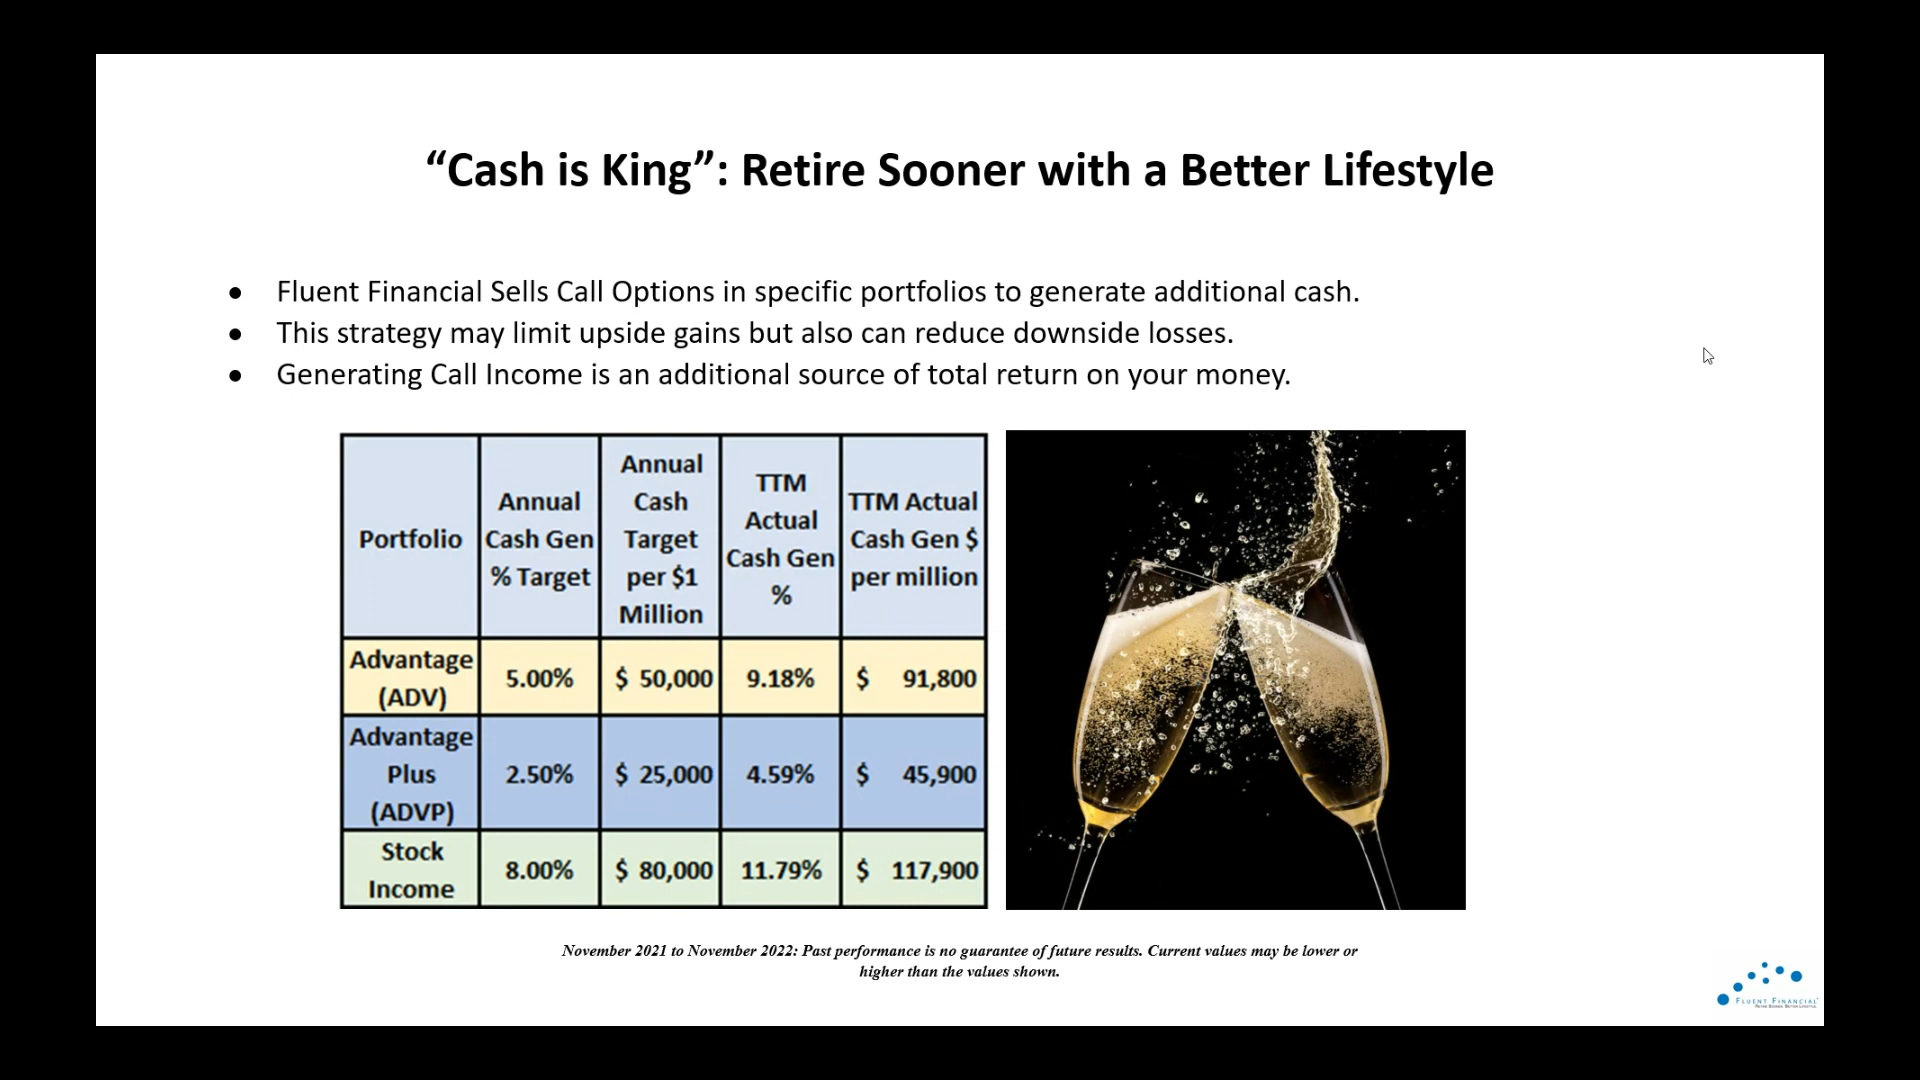 “Cash is King”: Retire Sooner with a Better Lifestyle
● Fluent Financial Sells Call Options in specific portfolios to generate additional cash.
● This strategy may limit upside gains but also can reduce downside losses.
● Generating Call Income is an additional source of total return on your money.
Portfolio
Annual
Cash Gen
% Target
Annual
Cash
Target
per $1
Million
TTM
Actual
Cash Gen
%
TTM Actual
Cash Gen $
per million
Advantage
(ADV)
5.00%
$ 50,000
9.18%
$ 91,800
Advantage
Plus
(ADVP)
2.50%
$ 25,000
4.59%
$ 45,900
Stock
Income
8.00%
$ 80,000
11.79%
$ 117,900
November 2021 to November 2022: Past performance is no guarantee of future results. Current values may be lower or
higher than the values shown.
FLUENT FINANCIAL
RETIRE SOONER. BETTER LIFESTYLE.